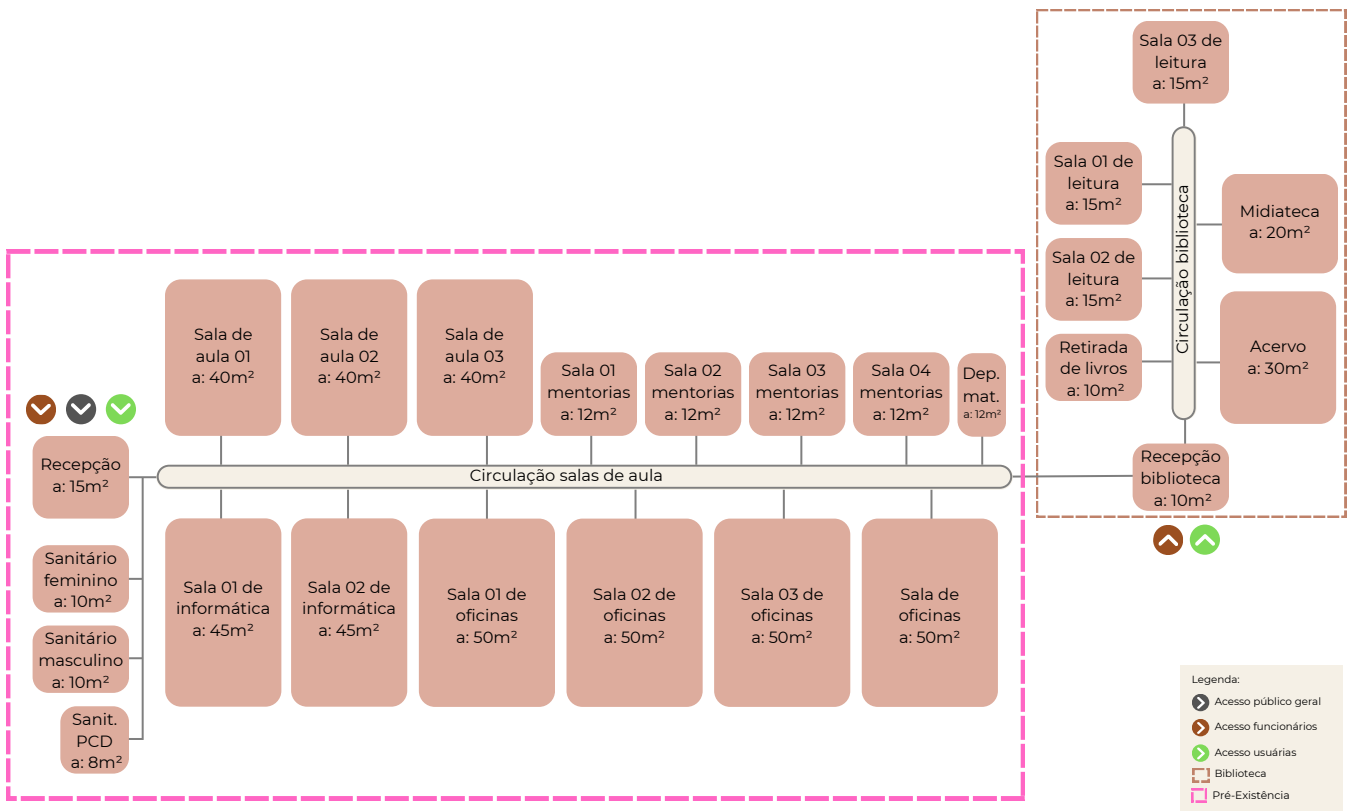 Sala 03 de
leitura
a: 15m²
Sala 01 de
leitura
a: 15m²
Sala 02 de
leitura
a: 15m²
Retirada
de livros
a: 10m²
Circulação biblioteca
Midiateca
a: 20m²
Acervo
a: 30m²
Recepção
biblioteca
a: 10m²
Sala de
aula 01
a: 40m²
Sala de
aula 02
a: 40m²
Sala de
aula 03
a: 40m²
Sala 01
mentorias
a: 12m²
Sala 02
mentorias
a: 12m²
Sala 03
mentorias
a: 12m²
Sala 04
mentorias
a: 12m²
Dep.
mat.
a: 12m²
Recepção
a: 15m²
Circulação salas de aula
Sanitário
feminino
a: 10m²
Sanitário
masculino
a: 10m²
Sanit.
PCD
a: 8m²
Sala 01 de
informática
a: 45m²
Sala 02 de
informática
a: 45m²
Sala 01 de
oficinas
a: 50m²
Sala 02 de
oficinas
a: 50m²
Sala 03 de
oficinas
a: 50m²
Sala de
oficinas
a: 50m²
Legenda:
Acesso público geral
Acesso funcionários
Acesso usuárias
Biblioteca
Pré-Existência